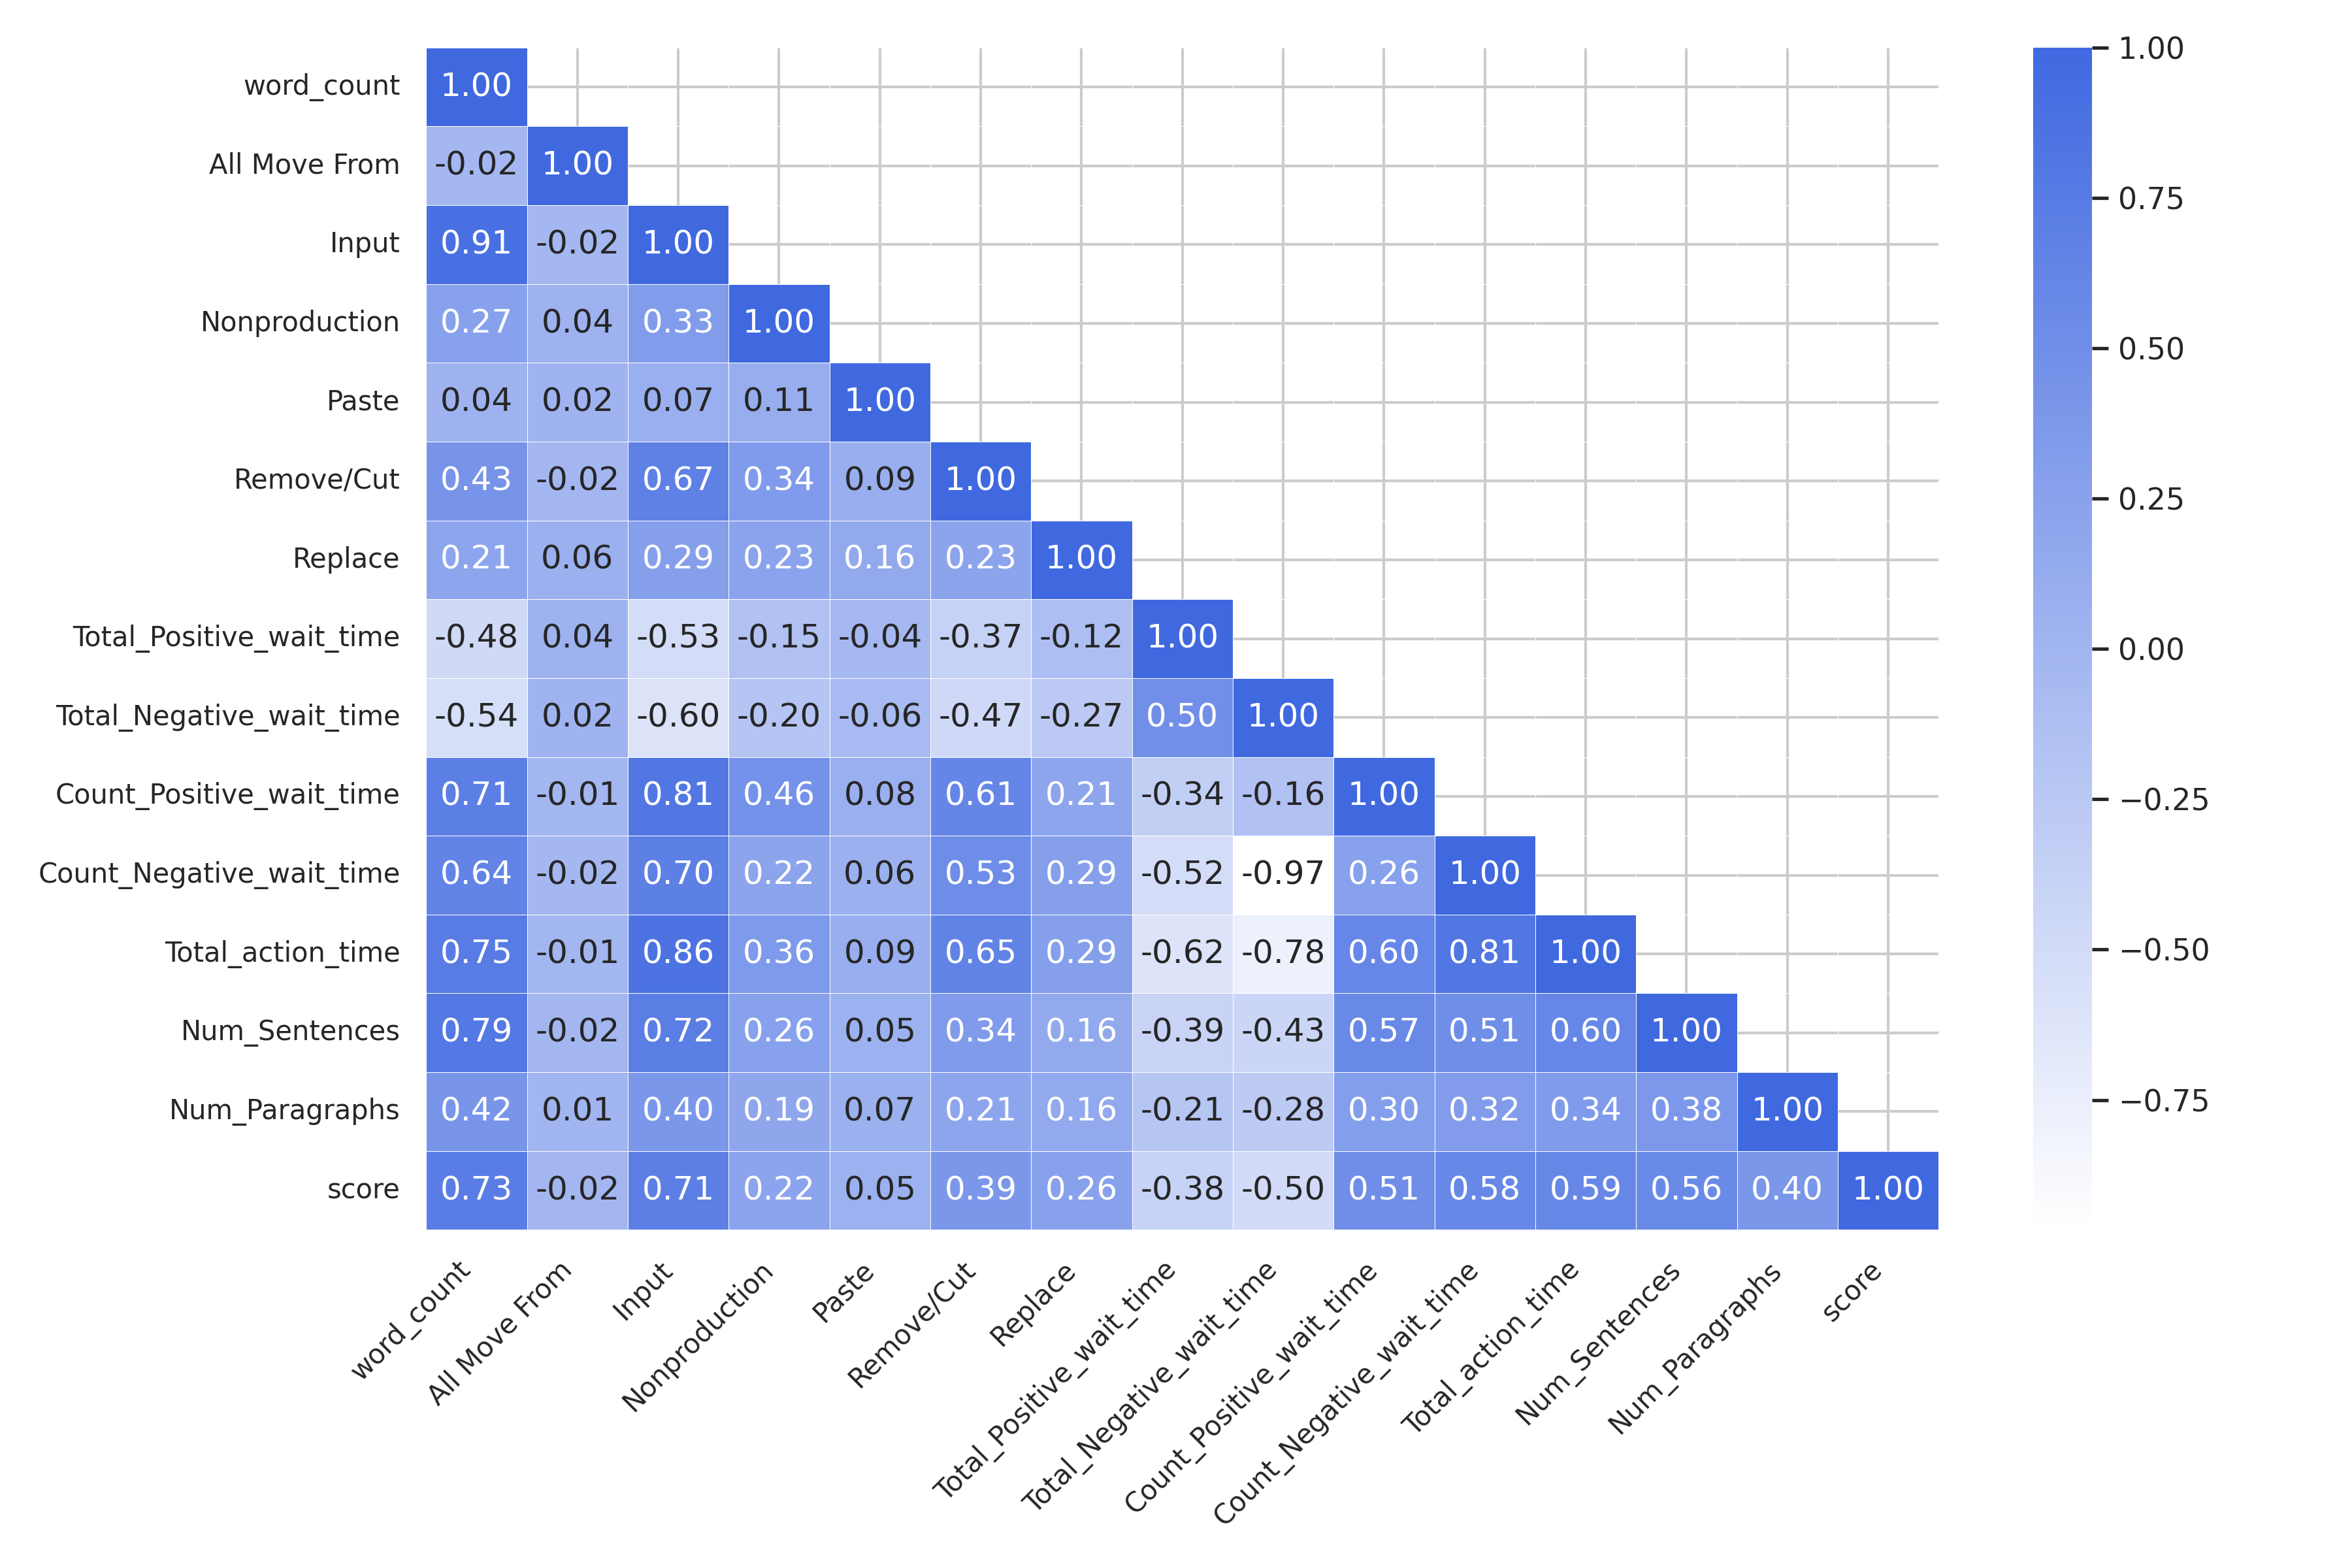 word_count 1.00
All Move From -0.02 1.00
Input 0.91 -0.02 1.00
Nonproduction 0.27 0.04 0.33 1.00
Paste 0.04 0.02 0.07 0.11 1.00
Remove/Cut 0.43 -0.02 0.67 0.34 0.09 1.00
Replace 0.21 0.06 0.29 0.23 0.16 0.23 1.00
Total_Positive_wait_time -0.48 0.04 -0.53 -0.15 -0.04 -0.37 -0.12 1.00
Total_Negative_wait_time -0.54 0.02 -0.60 -0.20 -0.06 -0.47 -0.27 0.50 1.00
Count_Positive_wait_time 0.71 -0.01 0.81 0.46 0.08 0.61 0.21 -0.34 -0.16 1.00
Count_Negative_wait_time 0.64 -0.02 0.70 0.22 0.06 0.53 0.29 -0.52 -0.97 0.26 1.00
Total_action_time 0.75 -0.01 0.86 0.36 0.09 0.65 0.29 -0.62 -0.78 0.60 0.81 1.00
Num_Sentences 0.79 -0.02 0.72 0.26 0.05 0.34 0.16 -0.39 -0.43 0.57 0.51 0.60 1.00
Num_Paragraphs 0.42 0.01 0.40 0.19 0.07 0.21 0.16 -0.21 -0.28 0.30 0.32 0.34 0.38 1.00
score 0.73 -0.02 0.71 0.22 0.05 0.39 0.26 -0.38 -0.50 0.51 0.58 0.59 0.56 0.40 1.00
word_count
All Move From
Input
Nonproduction
Paste
Remove/Cut
Replace
Total_Positive_wait_time
Total_Negative_wait_time
Count_Positive_wait_time
Count_Negative_wait_time
Total_action_time
Num_Sentences
Num_Paragraphs
score
1.00
0.75
0.50
0.25
0.00
−0.25
−0.50
−0.75